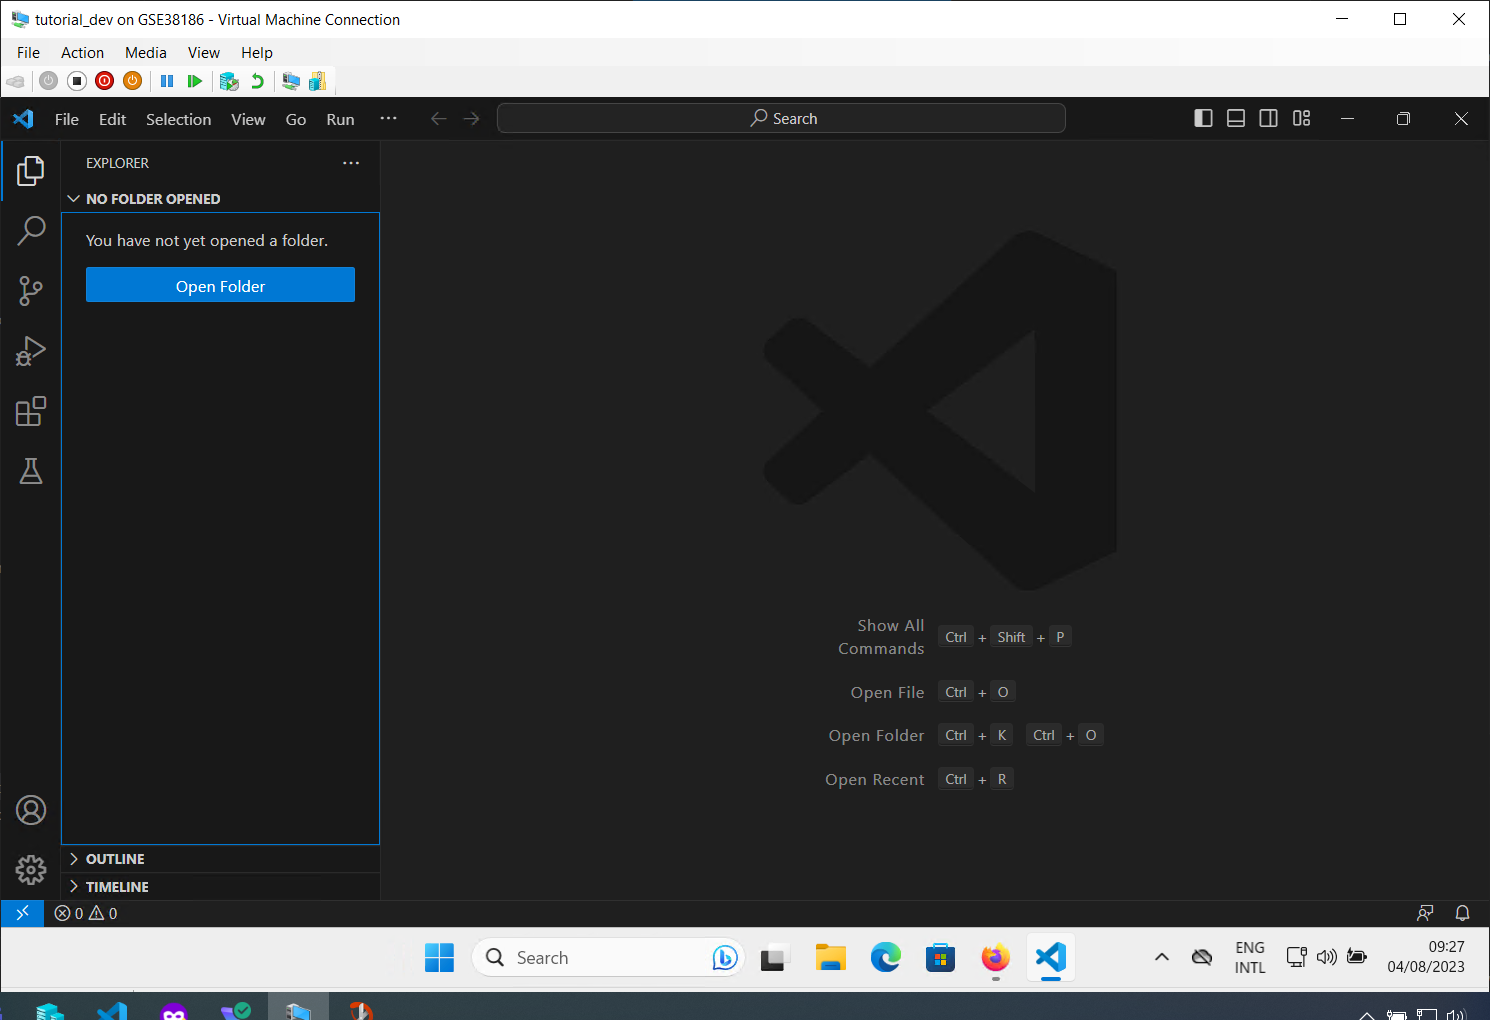 tutorial_dev on GSE38186 - Virtual Machine Connection
File Action Media View Help
File Edit Selection View Go Run ··· Search
EXPLORER ···
NO FOLDER OPENED
You have not yet opened a folder.
Open Folder
Show All
Commands Ctrl + Shift + P
Open File Ctrl + O
Open Folder Ctrl + K Ctrl + O
Open Recent Ctrl + R
OUTLINE
TIMELINE
0 0
Search
ENG
INTL
09:27
04/08/2023